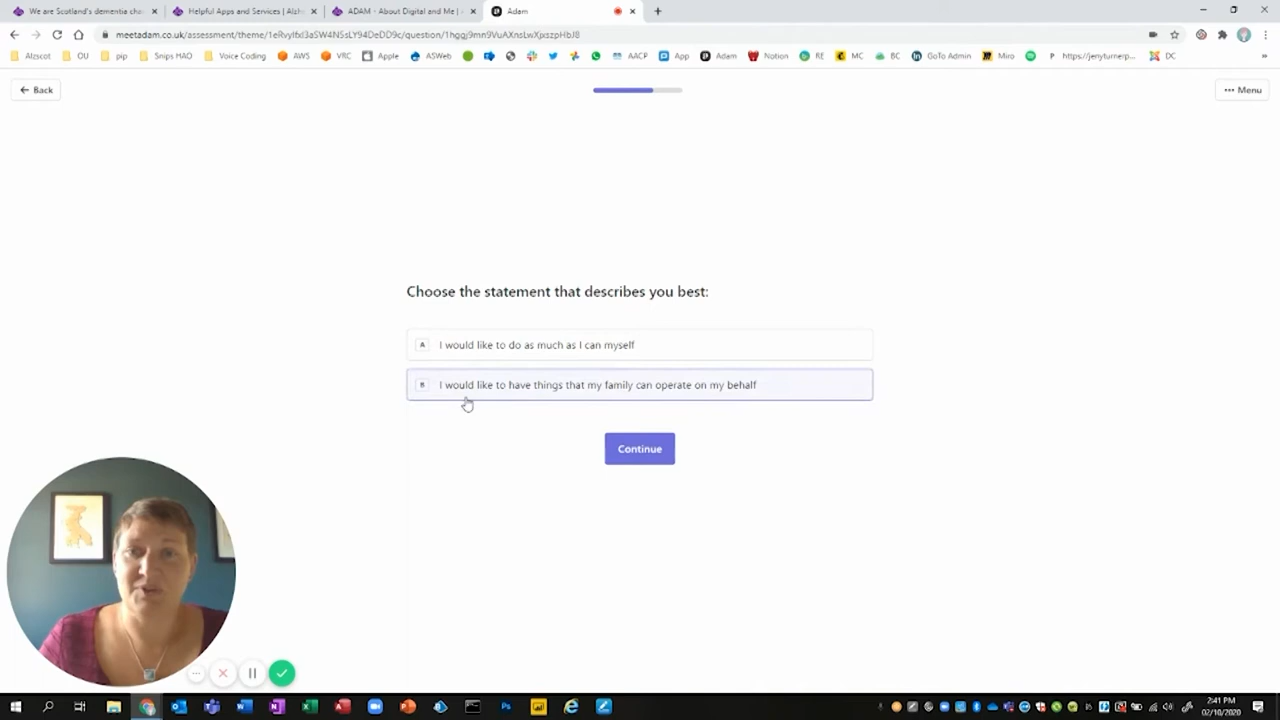 We are Scotland's dementia cha
Helpful Apps and Services | Alzh
ADAM - About Digital and Me |
Adam
meetadam.co.uk/assessment/theme/
Alzscot
OU
pip
Snips HAO
Voice Coding
AWS
VRC
Apple
ASWeb
AACP
App
Adam
Notion
RE
MC
BC
GoTo Admin
Miro
https://jenyturnerp...
DC
Back
Menu
Choose the statement that describes you best:
A I would like to do as much as I can myself
B I would like to have things that my family can operate on my behalf
Continue
2:41 PM
02/10/2020